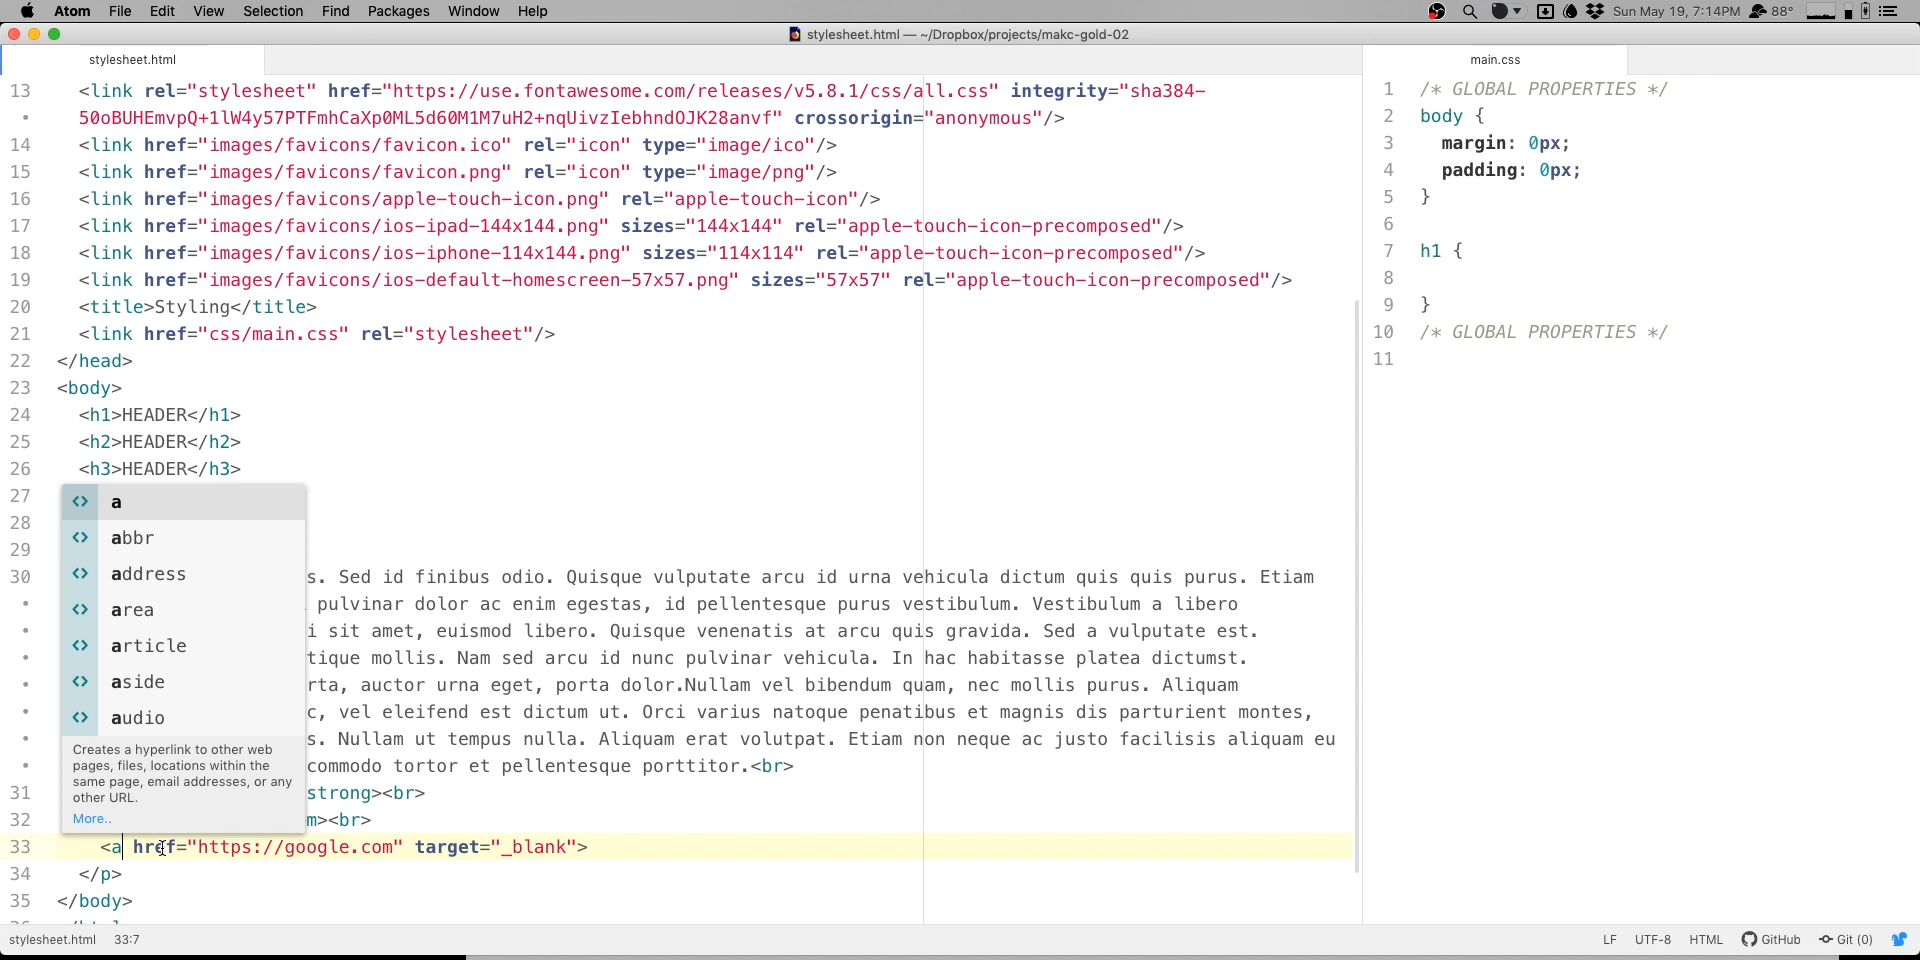 Atom File Edit View Selection Find Packages Window Help Sun May 19, 7:14PM 88°
stylesheet.html — ~/Dropbox/projects/makc-gold-02
stylesheet.html
13 <link rel="stylesheet" href="https://use.fontawesome.com/releases/v5.8.1/css/all.css" integrity="sha384-
50oBUHEmvpQ+1lW4y57PTFmhCaXp0ML5d60M1M7uH2+nqUivzIebhndOJK28anvf" crossorigin="anonymous"/>
14 <link href="images/favicons/favicon.ico" rel="icon" type="image/ico"/>
15 <link href="images/favicons/favicon.png" rel="icon" type="image/png"/>
16 <link href="images/favicons/apple-touch-icon.png" rel="apple-touch-icon"/>
17 <link href="images/favicons/ios-ipad-144x144.png" sizes="144x144" rel="apple-touch-icon-precomposed"/>
18 <link href="images/favicons/ios-iphone-114x144.png" sizes="114x114" rel="apple-touch-icon-precomposed"/>
19 <link href="images/favicons/ios-default-homescreen-57x57.png" sizes="57x57" rel="apple-touch-icon-precomposed"/>
20 <title>Styling</title>
21 <link href="css/main.css" rel="stylesheet"/>
22 </head>
23 <body>
24 <h1>HEADER</h1>
25 <h2>HEADER</h2>
26 <h3>HEADER</h3>
27
28
29
30 s. Sed id finibus odio. Quisque vulputate arcu id urna vehicula dictum quis quis purus. Etiam
pulvinar dolor ac enim egestas, id pellentesque purus vestibulum. Vestibulum a libero
i sit amet, euismod libero. Quisque venenatis at arcu quis gravida. Sed a vulputate est.
tique mollis. Nam sed arcu id nunc pulvinar vehicula. In hac habitasse platea dictumst.
rta, auctor urna eget, porta dolor.Nullam vel bibendum quam, nec mollis purus. Aliquam
c, vel eleifend est dictum ut. Orci varius natoque penatibus et magnis dis parturient montes,
s. Nullam ut tempus nulla. Aliquam erat volutpat. Etiam non neque ac justo facilisis aliquam eu
commodo tortor et pellentesque porttitor.<br>
31 strong><br>
32 m><br>
33 <a href="https://google.com" target="_blank">
34 </p>
35 </body>
a
abbr
address
area
article
aside
audio
Creates a hyperlink to other web
pages, files, locations within the
same page, email addresses, or any
other URL.
More..
main.css
1 /* GLOBAL PROPERTIES */
2 body {
3 margin: 0px;
4 padding: 0px;
5 }
6
7 h1 {
8
9 }
10 /* GLOBAL PROPERTIES */
11
stylesheet.html 33:7 LF UTF-8 HTML GitHub Git (0)